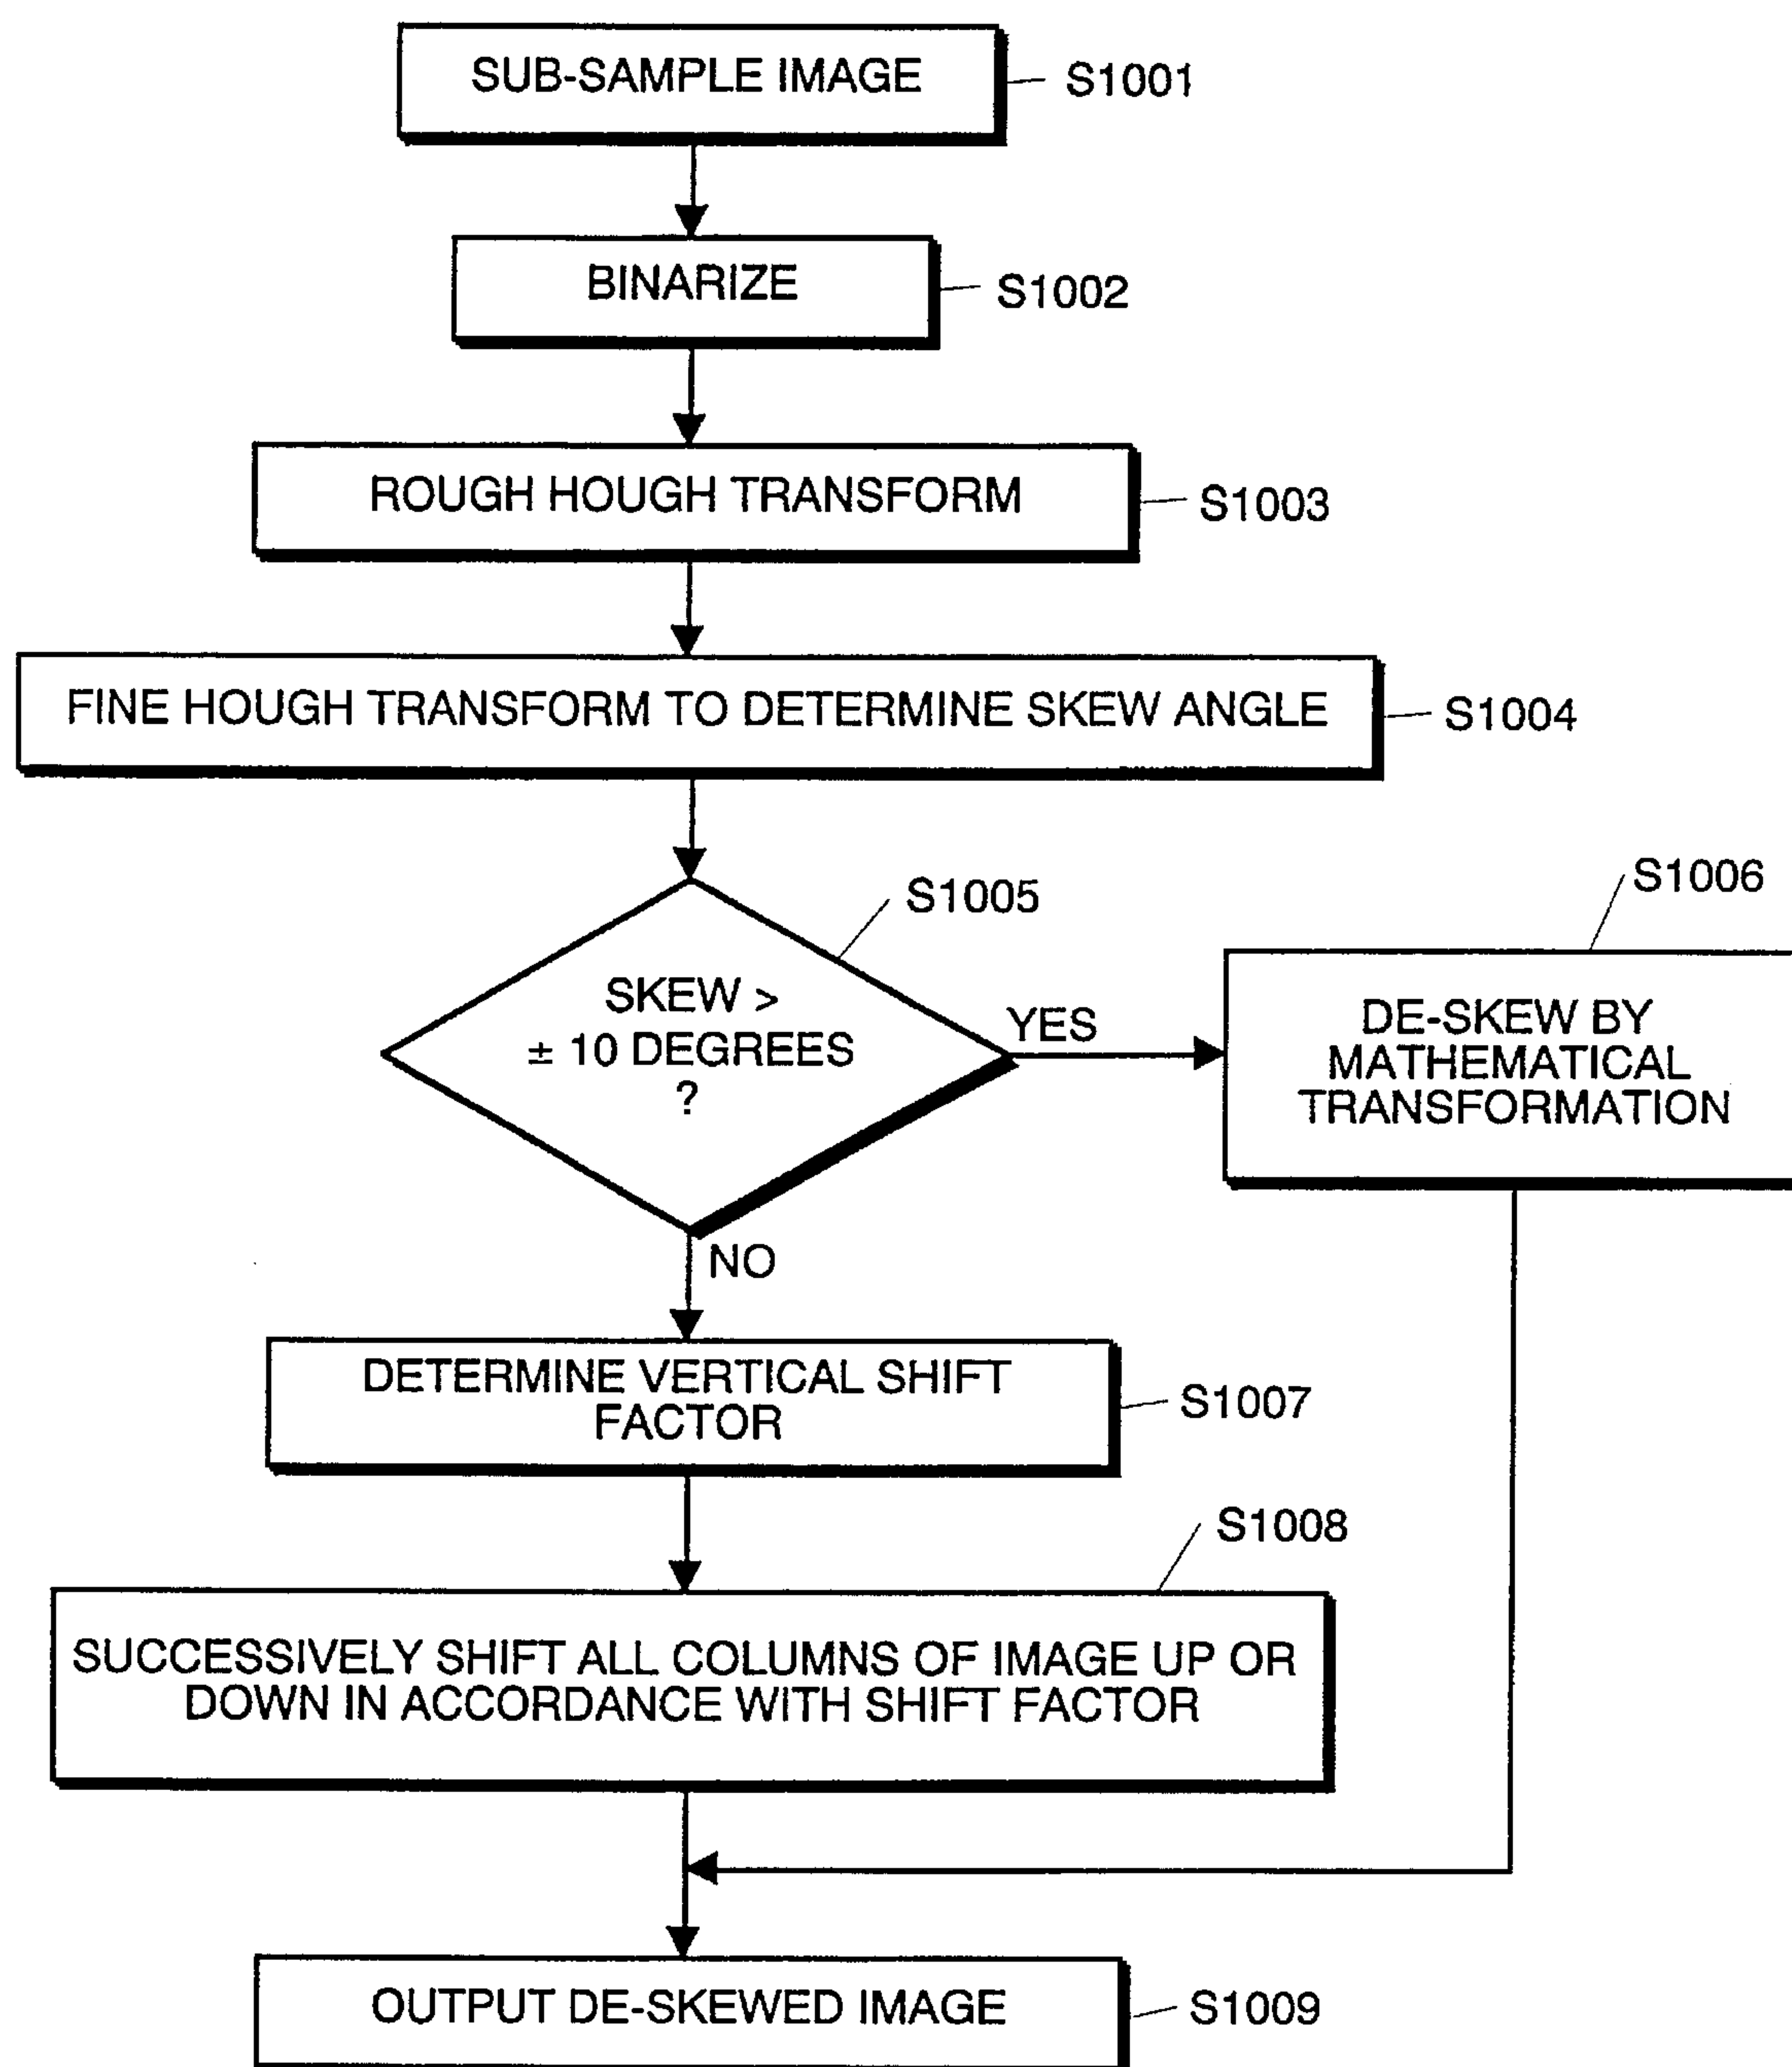 SUB-SAMPLE IMAGE
S1001
BINARIZE
S1002
ROUGH HOUGH TRANSFORM
S1003
FINE HOUGH TRANSFORM TO DETERMINE SKEW ANGLE
S1004
S1005
SKEW >
± 10 DEGREES
?
YES
S1006
DE-SKEW BY
MATHEMATICAL
TRANSFORMATION
NO
DETERMINE VERTICAL SHIFT
FACTOR
S1007
S1008
SUCCESSIVELY SHIFT ALL COLUMNS OF IMAGE UP OR
DOWN IN ACCORDANCE WITH SHIFT FACTOR
OUTPUT DE-SKEWED IMAGE
S1009